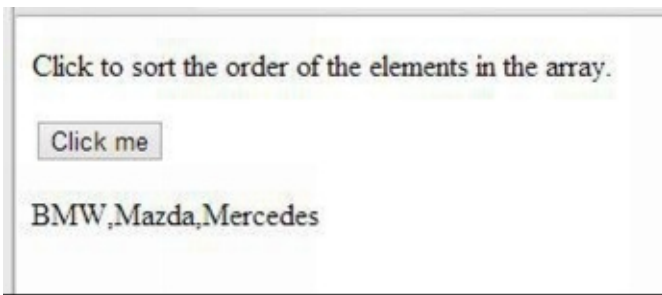 Click to sort the order of the elements in the array.
Click me
BMW,Mazda,Mercedes